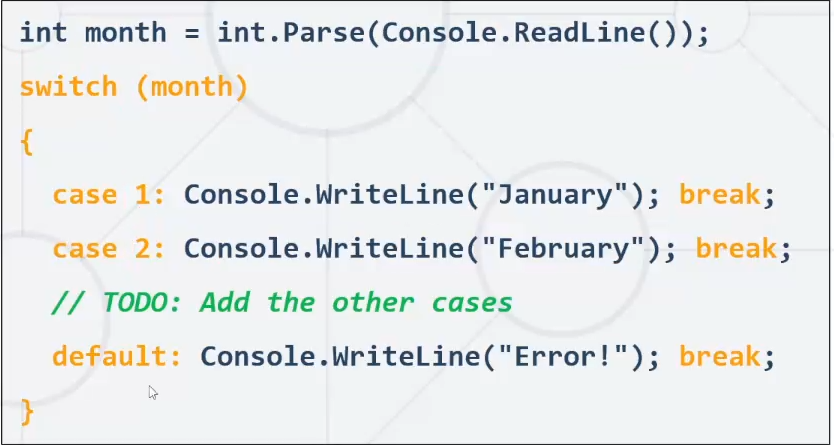 int month = int.Parse(Console.ReadLine());
switch (month)
{
  case 1: Console.WriteLine("January"); break;
  case 2: Console.WriteLine("February"); break;
  // TODO: Add the other cases
  default: Console.WriteLine("Error!"); break;
}